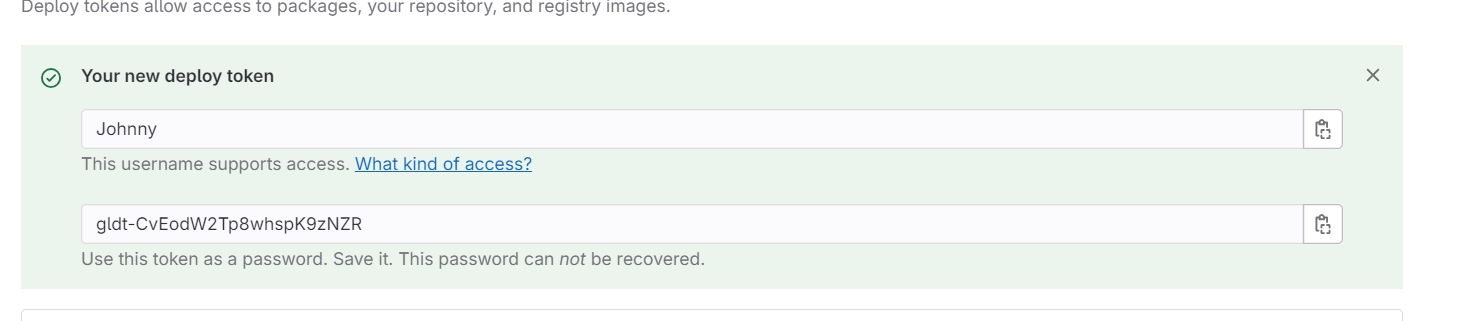 Deploy tokens allow access to packages, your repository, and registry images.
Your new deploy token
Johnny
This username supports access. What kind of access?
gldt-CvEodW2Tp8whspK9zNZR
Use this token as a password. Save it. This password can not be recovered.